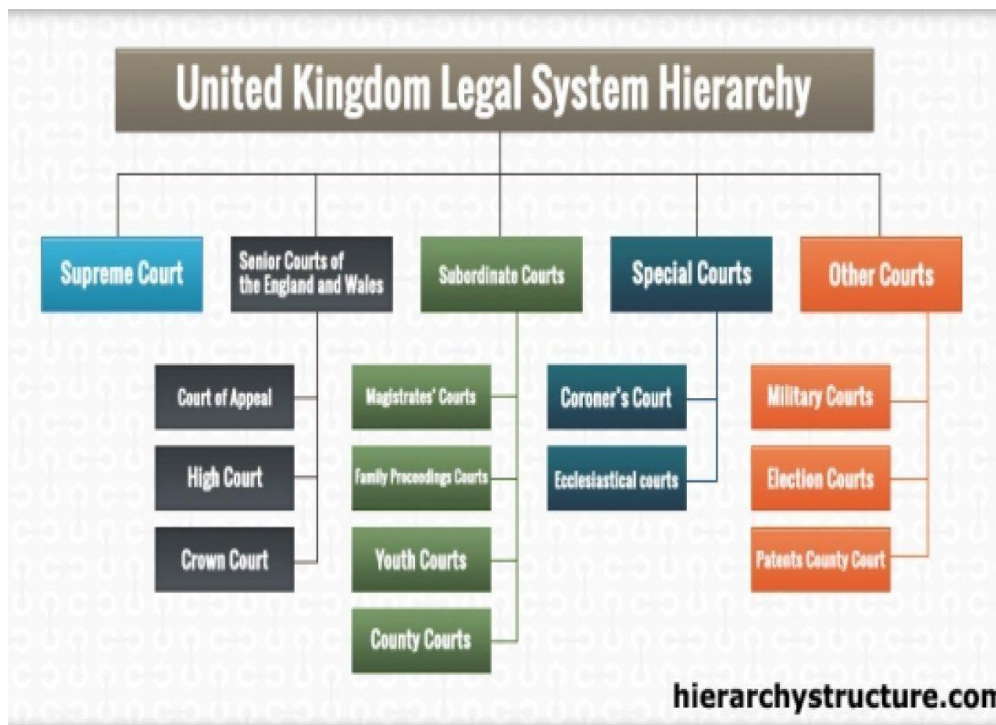 United Kingdom Legal System Hierarchy
Supreme Court
Senior Courts of
the England and Wales
Subordinate Courts
Special Courts
Other Courts
Court of Appeal
High Court
Crown Court
Magistrates' Courts
Family Proceedings Courts
Youth Courts
County Courts
Coroner's Court
Ecclesiastical courts
Military Courts
Election Courts
Patents County Court
hierarchystructure.com